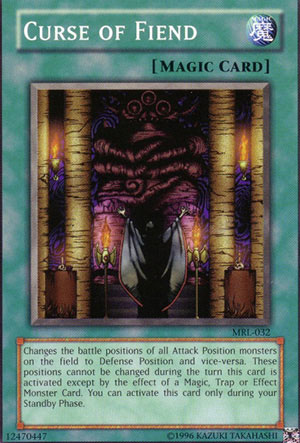 CURSE OF FIEND
魔
[MAGIC CARD]
MRL-032
Changes the battle positions of all Attack Position monsters
on the field to Defense Position and vice-versa. These
positions cannot be changed during the turn this card is
activated except by the effect of a Magic, Trap or Effect
Monster Card. You can activate this card only during your
Standby Phase.
12470447
©1996 KAZUKI TAKAHASHI